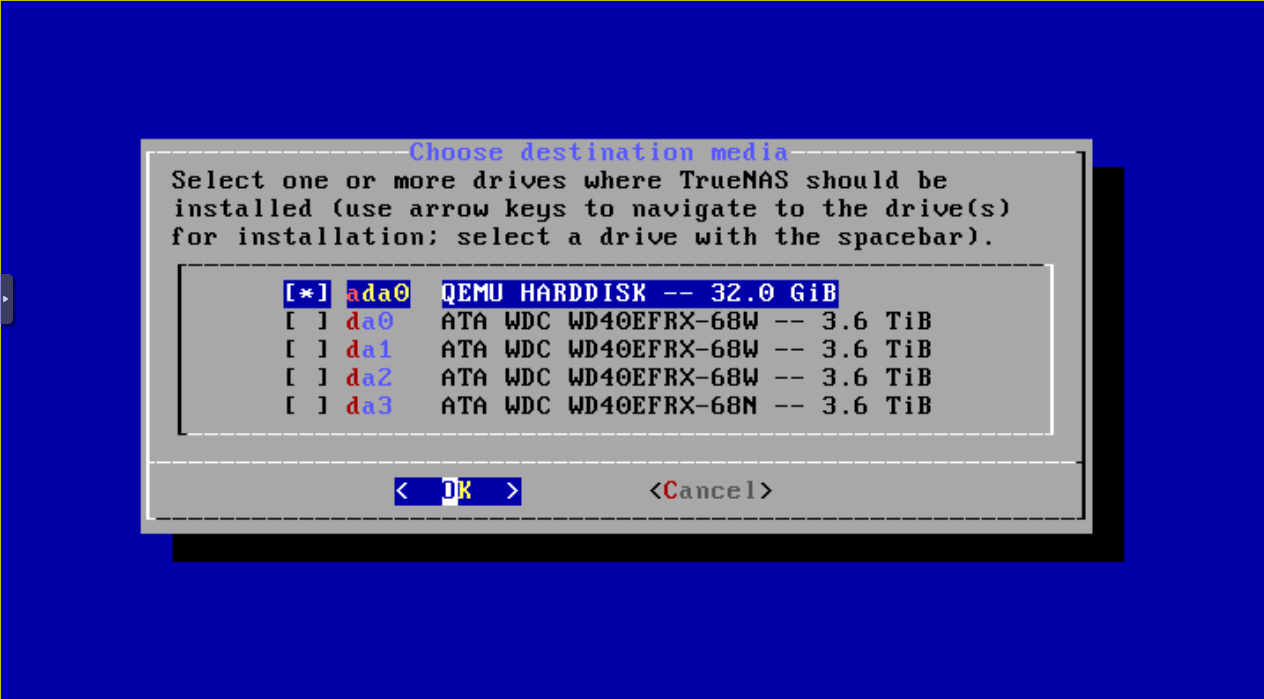 Choose destination media
Select one or more drives where TrueNAS should be
installed (use arrow keys to navigate to the drive(s)
for installation; select a drive with the spacebar).
[*] ada0 QEMU HARDDISK -- 32.0 GiB
[ ] da0 ATA WDC WD40EFRX-68W -- 3.6 TiB
[ ] da1 ATA WDC WD40EFRX-68W -- 3.6 TiB
[ ] da2 ATA WDC WD40EFRX-68W -- 3.6 TiB
[ ] da3 ATA WDC WD40EFRX-68N -- 3.6 TiB
< OK > <Cancel>